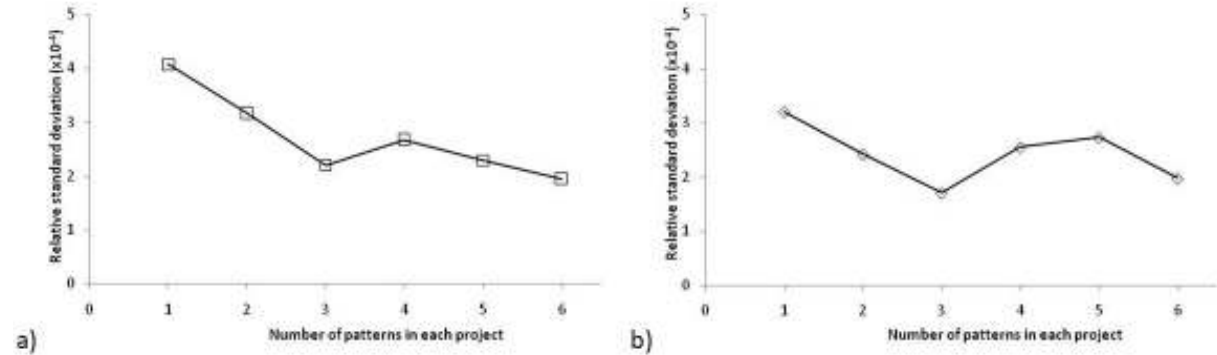 5
4
3
2
1
0
Relative standard deviation (x10⁻⁴)
0 1 2 3 4 5 6
Number of patterns in each project
a)
5
4
3
2
1
0
Relative standard deviation (x10⁻⁴)
0 1 2 3 4 5 6
Number of patterns in each project
b)